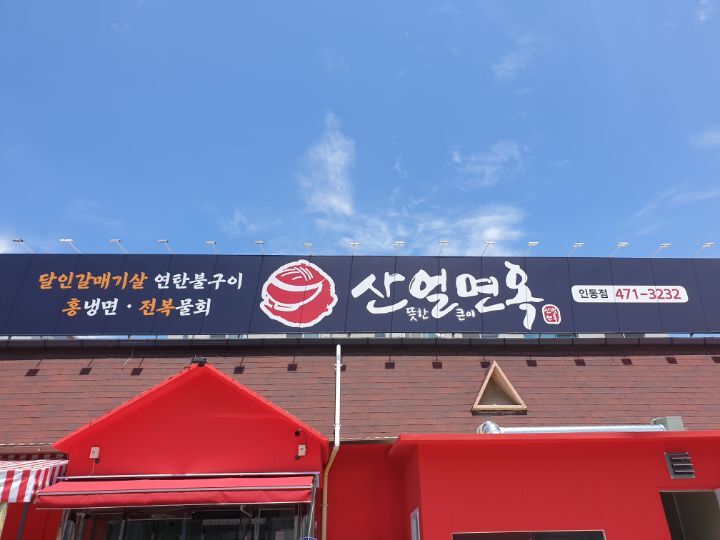 달인갈매기살 연탄불구이
홍냉면 · 전복물회
산얼면옥
뜻한 큰이
인동점 471-3232